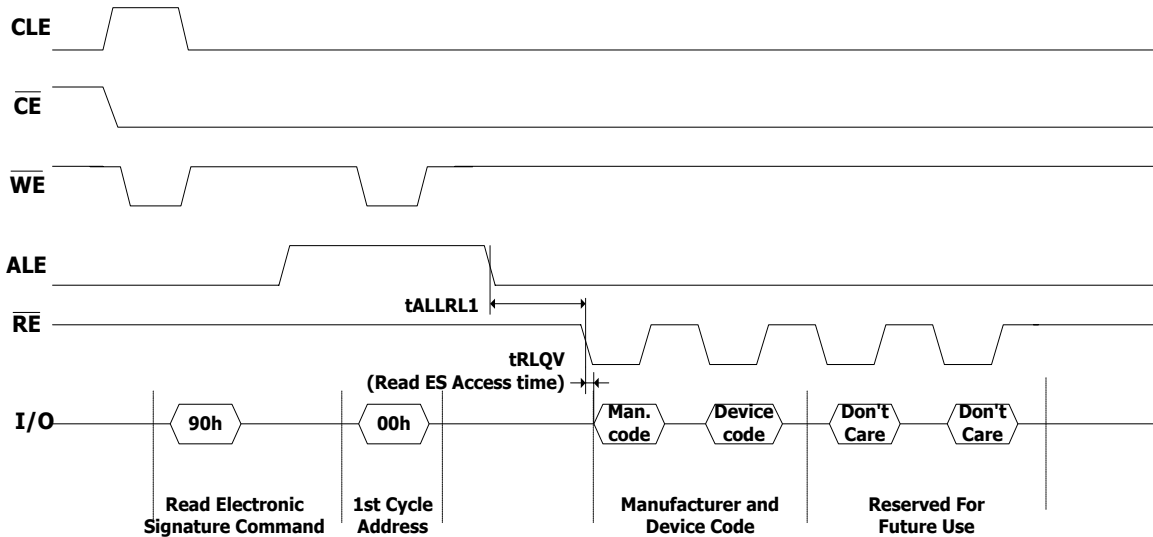 CLE
CE
WE
ALE
tALLRL1
RE
tRLQV
(Read ES Access time)
I/O
90h
00h
Man.
code
Device
code
Don't
Care
Don't
Care
Read Electronic
Signature Command
1st Cycle
Address
Manufacturer and
Device Code
Reserved For
Future Use